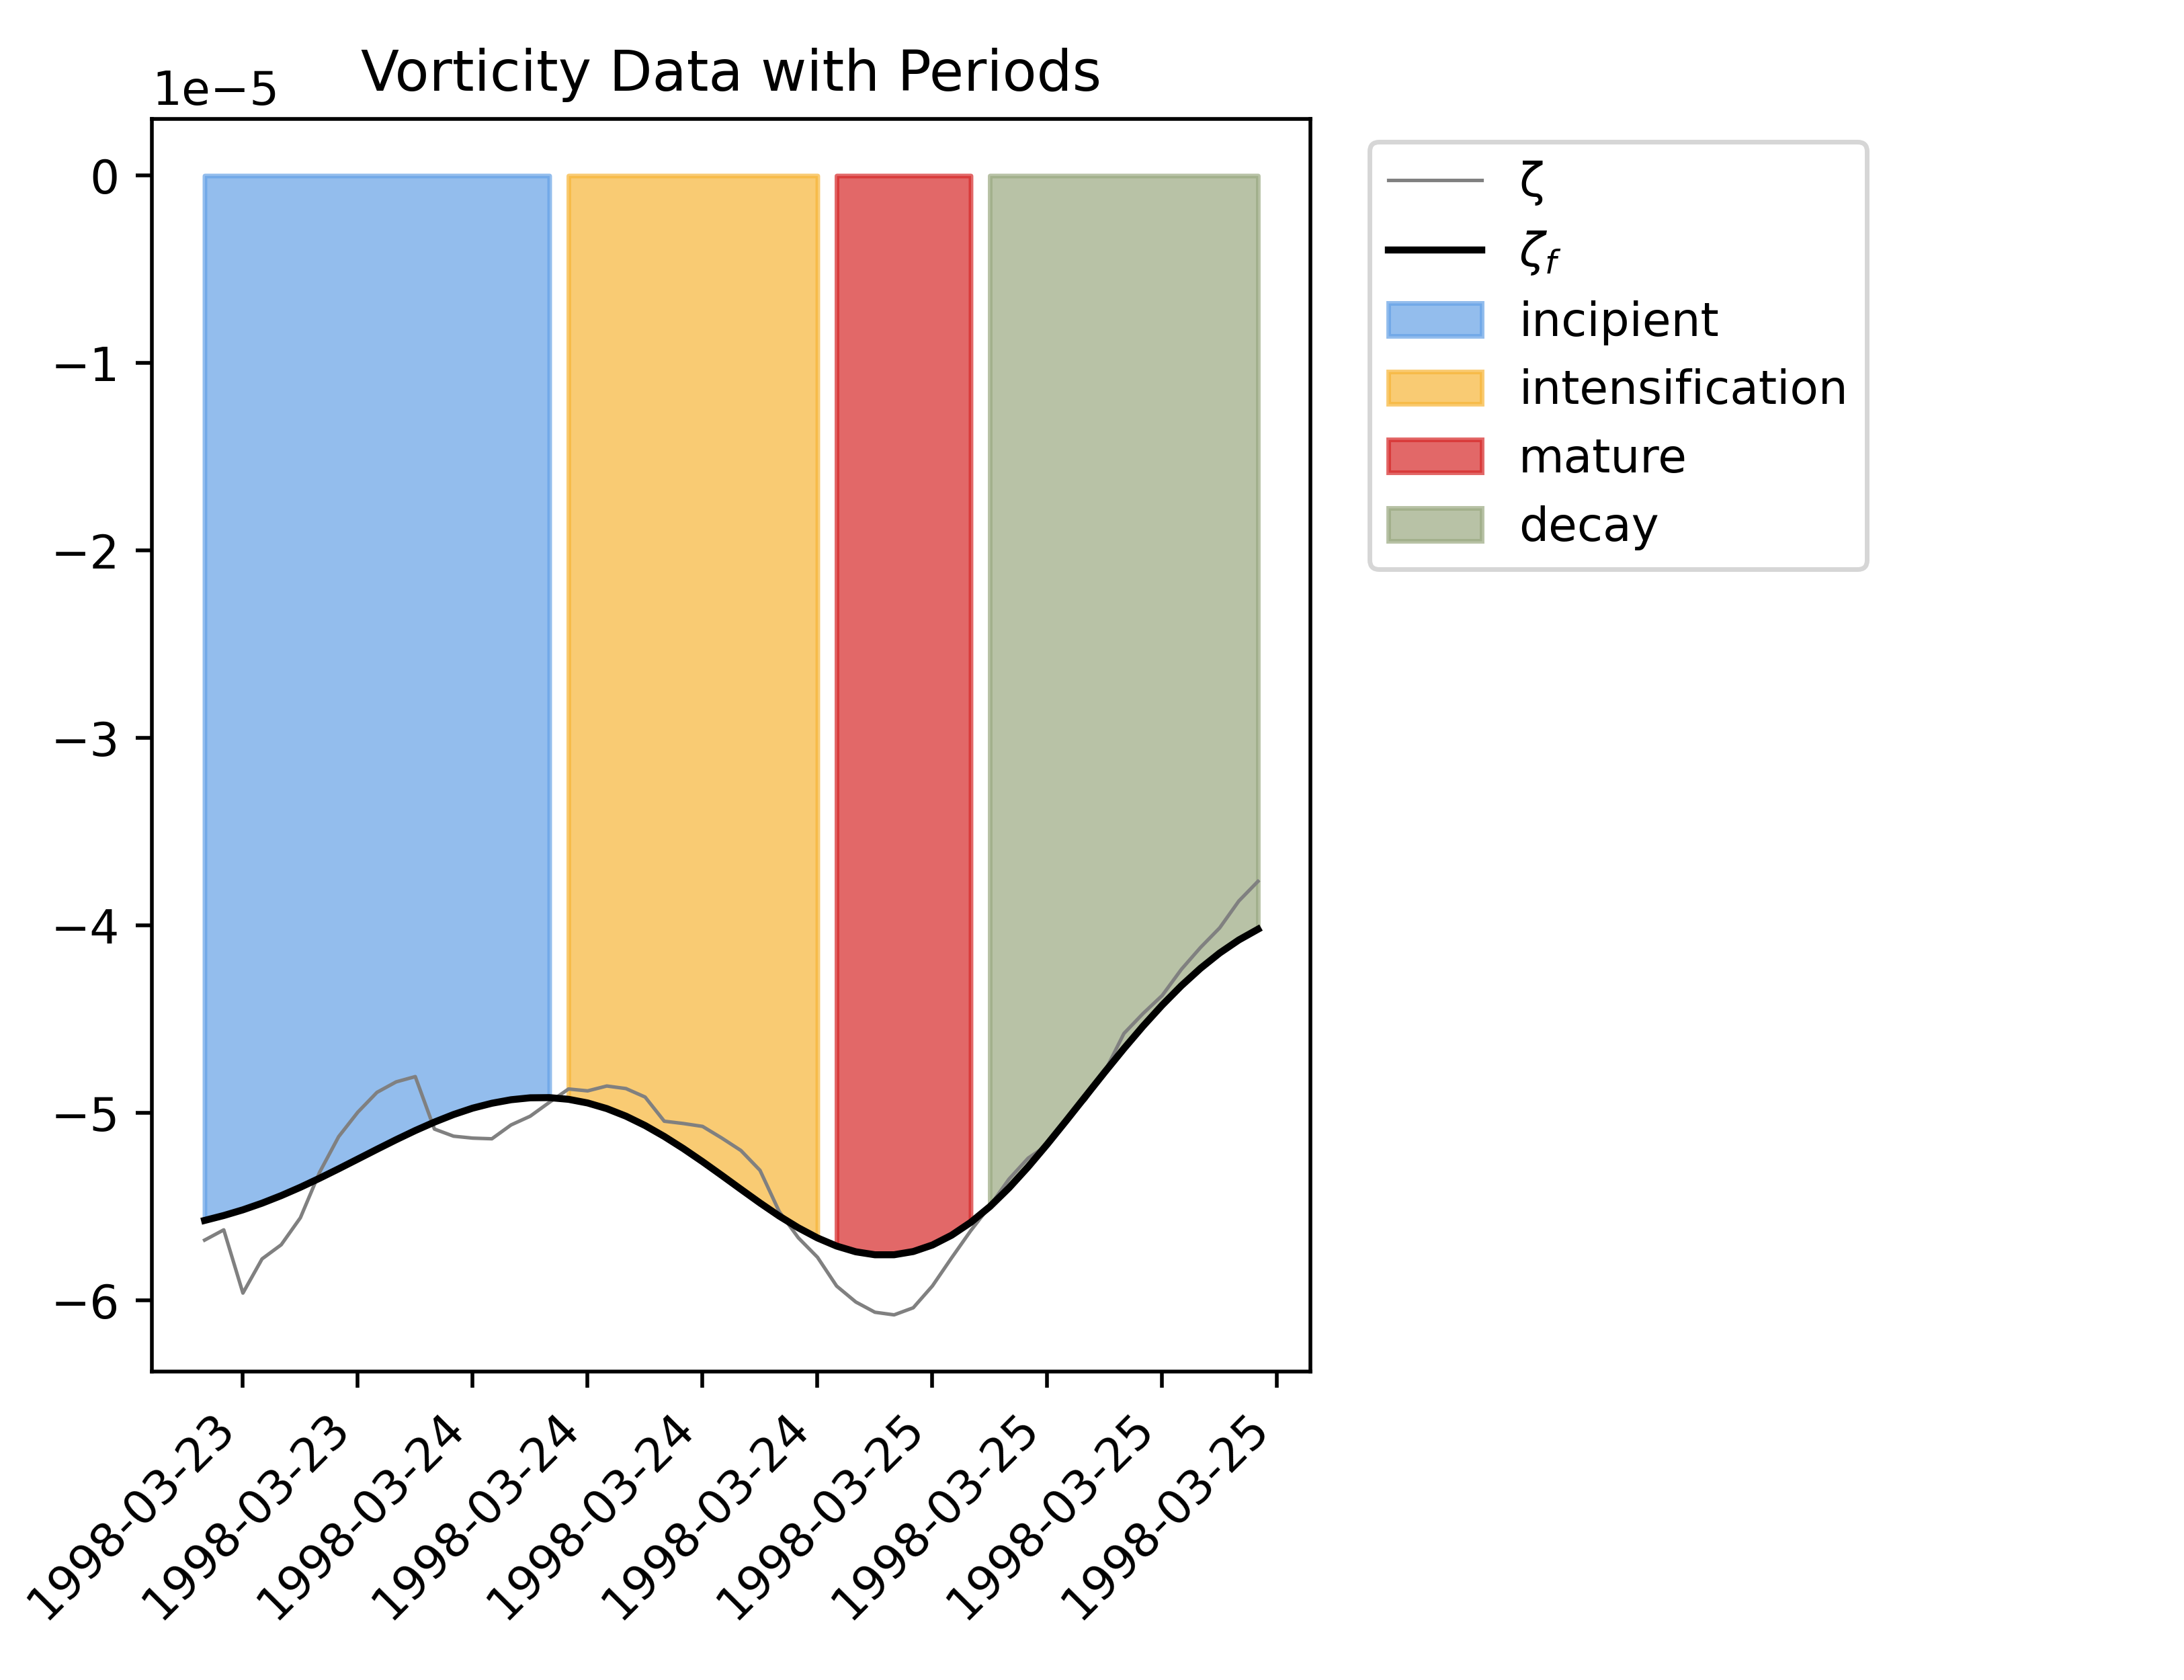 Vorticity Data with Periods
1e−5
0
−1
−2
−3
−4
−5
−6
1998-03-23
1998-03-23
1998-03-24
1998-03-24
1998-03-24
1998-03-24
1998-03-25
1998-03-25
1998-03-25
1998-03-25
ζ
ζf
incipient
intensification
mature
decay